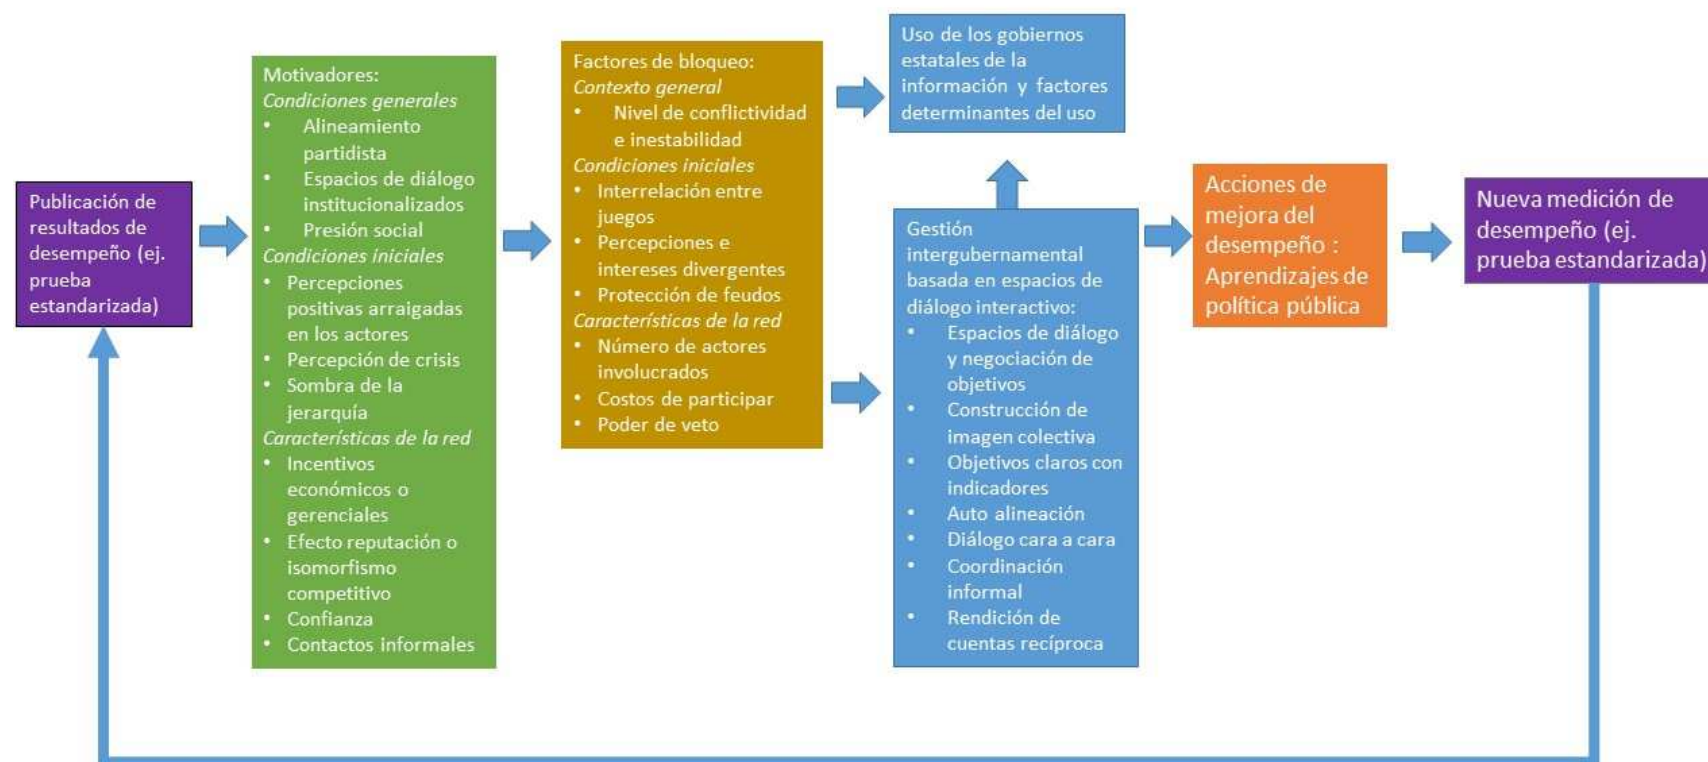 Publicación de
resultados de
desempeño (ej.
prueba
estandarizada)
Motivadores:
Condiciones generales
• Alineamiento
partidista
• Espacios de diálogo
institucionalizados
• Presión social
Condiciones iniciales
• Percepciones
positivas arraigadas
en los actores
• Percepción de crisis
• Sombra de la
jerarquía
Características de la red
• Incentivos
económicos o
gerenciales
• Efecto reputación o
isomorfismo
competitivo
• Confianza
• Contactos informales
Factores de bloqueo:
Contexto general
• Nivel de conflictividad
e inestabilidad
Condiciones iniciales
• Interrelación entre
juegos
• Percepciones e
intereses divergentes
• Protección de feudos
Características de la red
• Número de actores
involucrados
• Costos de participar
• Poder de veto
Uso de los gobiernos
estatales de la
información y factores
determinantes del uso
Gestión
intergubernamental
basada en espacios de
diálogo interactivo:
• Espacios de diálogo
y negociación de
objetivos
• Construcción de
imagen colectiva
• Objetivos claros con
indicadores
• Auto alineación
• Diálogo cara a cara
• Coordinación
informal
• Rendición de
cuentas recíproca
Acciones de
mejora del
desempeño :
Aprendizajes de
política pública
Nueva medición de
desempeño (ej.
prueba estandarizada)